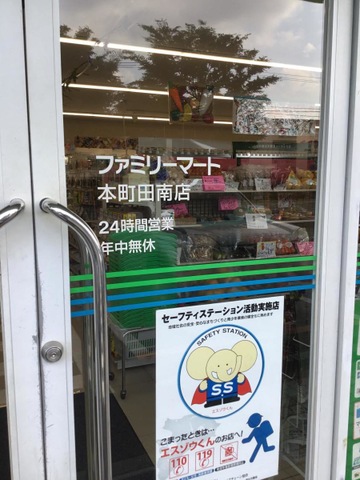 ファミリーマート
本町田南店
24時間営業
年中無休
セーフティステーション活動実施店
SAFETY STATION
S.S
エスゾウくん
こまったときは…
エスゾウくんのお店へ!
110
119